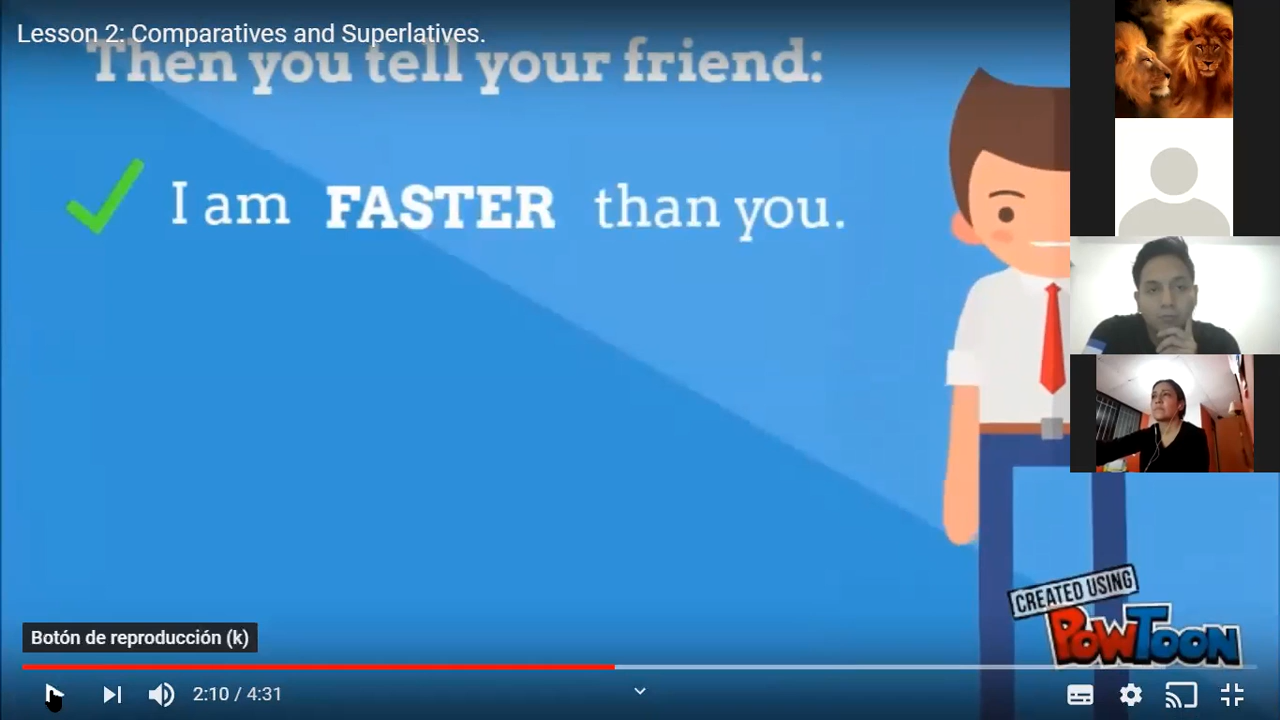 Lesson 2: Comparatives and Superlatives.
Then you tell your friend:
I am FASTER than you.
CREATED USING
POWTOON
Botón de reproducción (k)
2:10 / 4:31